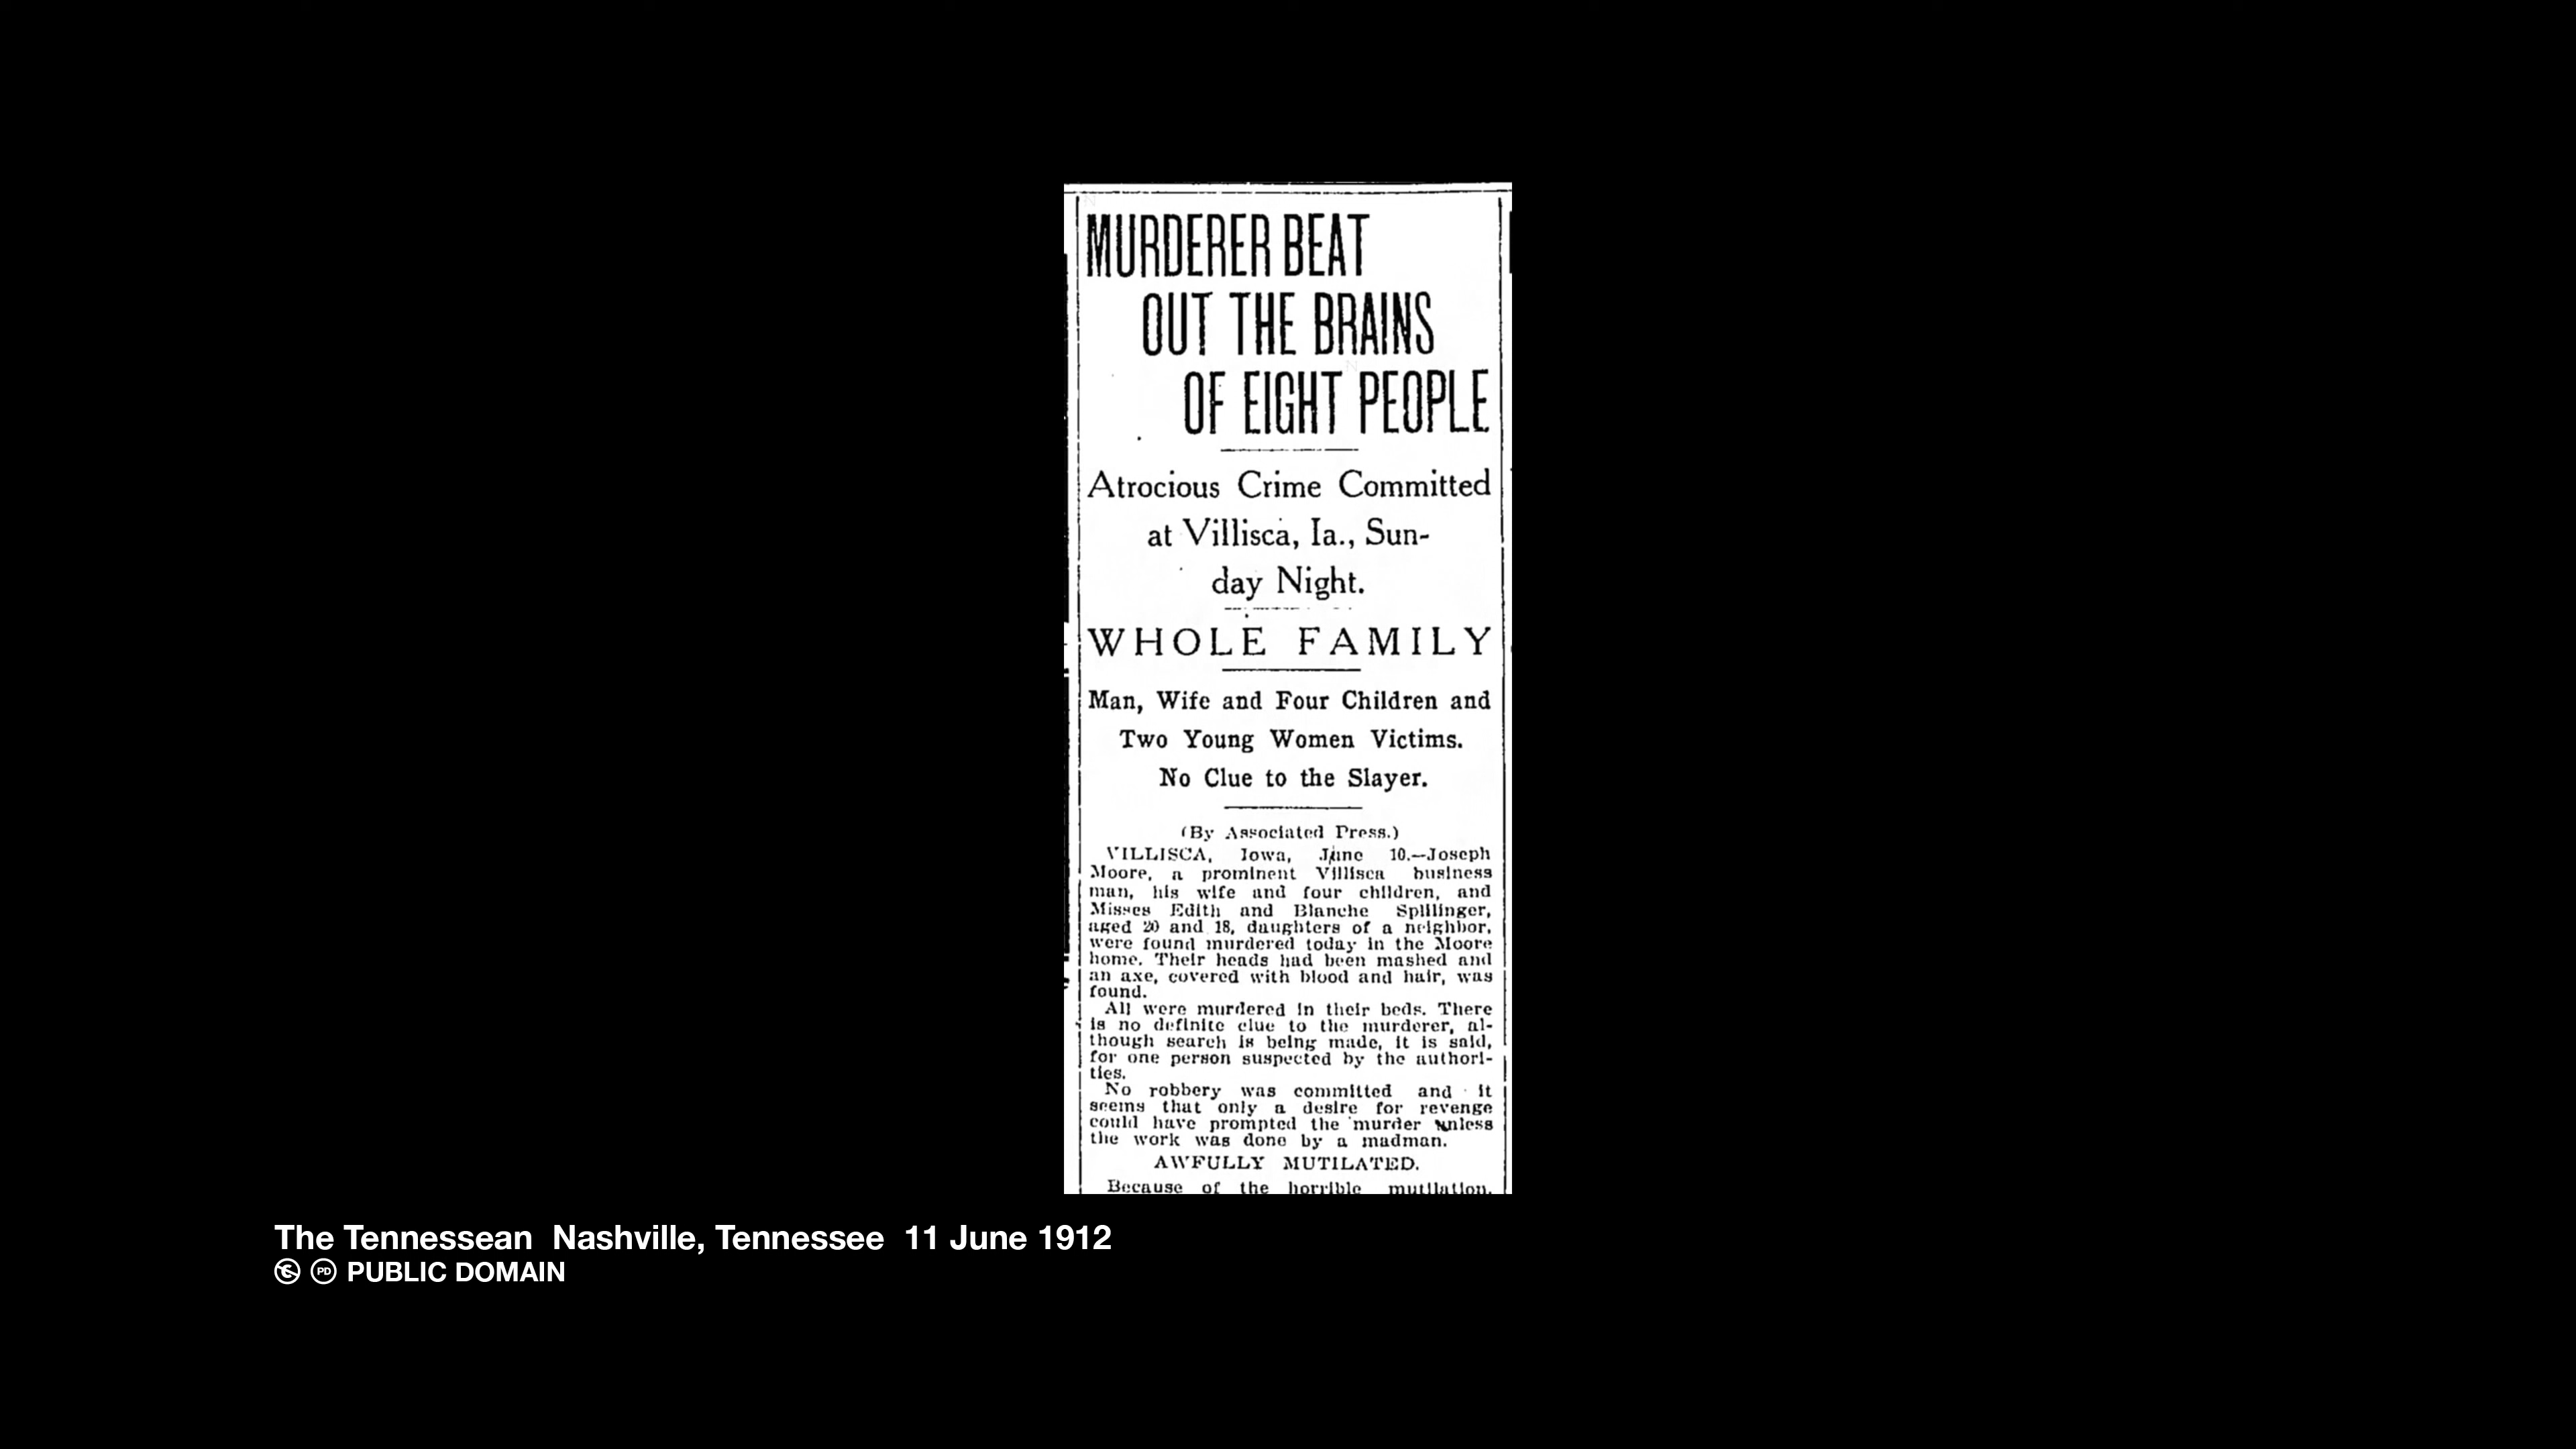 MURDERER BEAT
OUT THE BRAINS
OF EIGHT PEOPLE
Atrocious Crime Committed
at Villisca, Ia., Sun-
day Night.
WHOLE FAMILY
Man, Wife and Four Children and
Two Young Women Victims.
No Clue to the Slayer.
(By Associated Press.)
VILLISCA, Iowa, June 10.—Joseph
Moore, a prominent Villisca business
man, his wife and four children, and
Misses Edith and Blanche Spillinger,
aged 20 and 18, daughters of a neighbor,
were found murdered today in the Moore
home. Their heads had been mashed and
an axe, covered with blood and hair, was
found.
All were murdered in their beds. There
is no definite clue to the murderer, al-
though search is being made, it is said,
for one person suspected by the authori-
ties.
No robbery was committed and it
seems that only a desire for revenge
could have prompted the murder unless
the work was done by a madman.
AWFULLY MUTILATED.
Because of the horrible mutilation,
The Tennessean Nashville, Tennessee 11 June 1912
PD PUBLIC DOMAIN